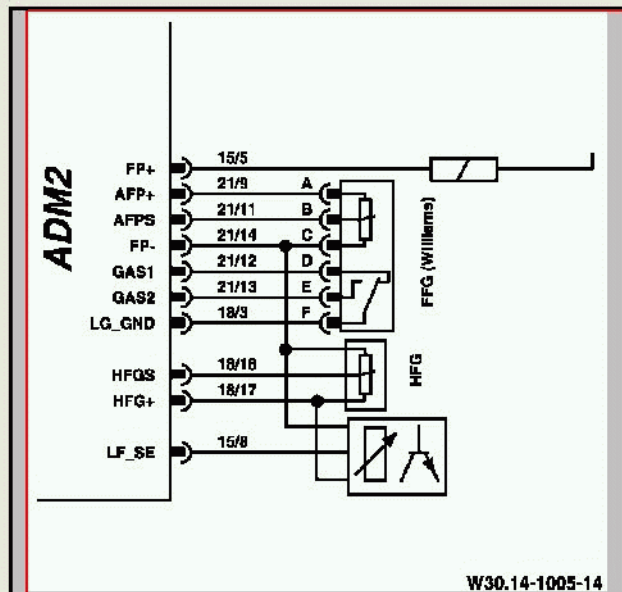 ADM2
FP+ 15/5
AFP+ 21/9 A
AFPS 21/11 B
FP- 21/14 C
GAS1 21/12 D
GAS2 21/13 E
LG_GND 18/3 F
FFG (Williams)
HFGS 18/18
HFG+ 18/17
HFG
LF_SE 15/8
W30.14-1005-14